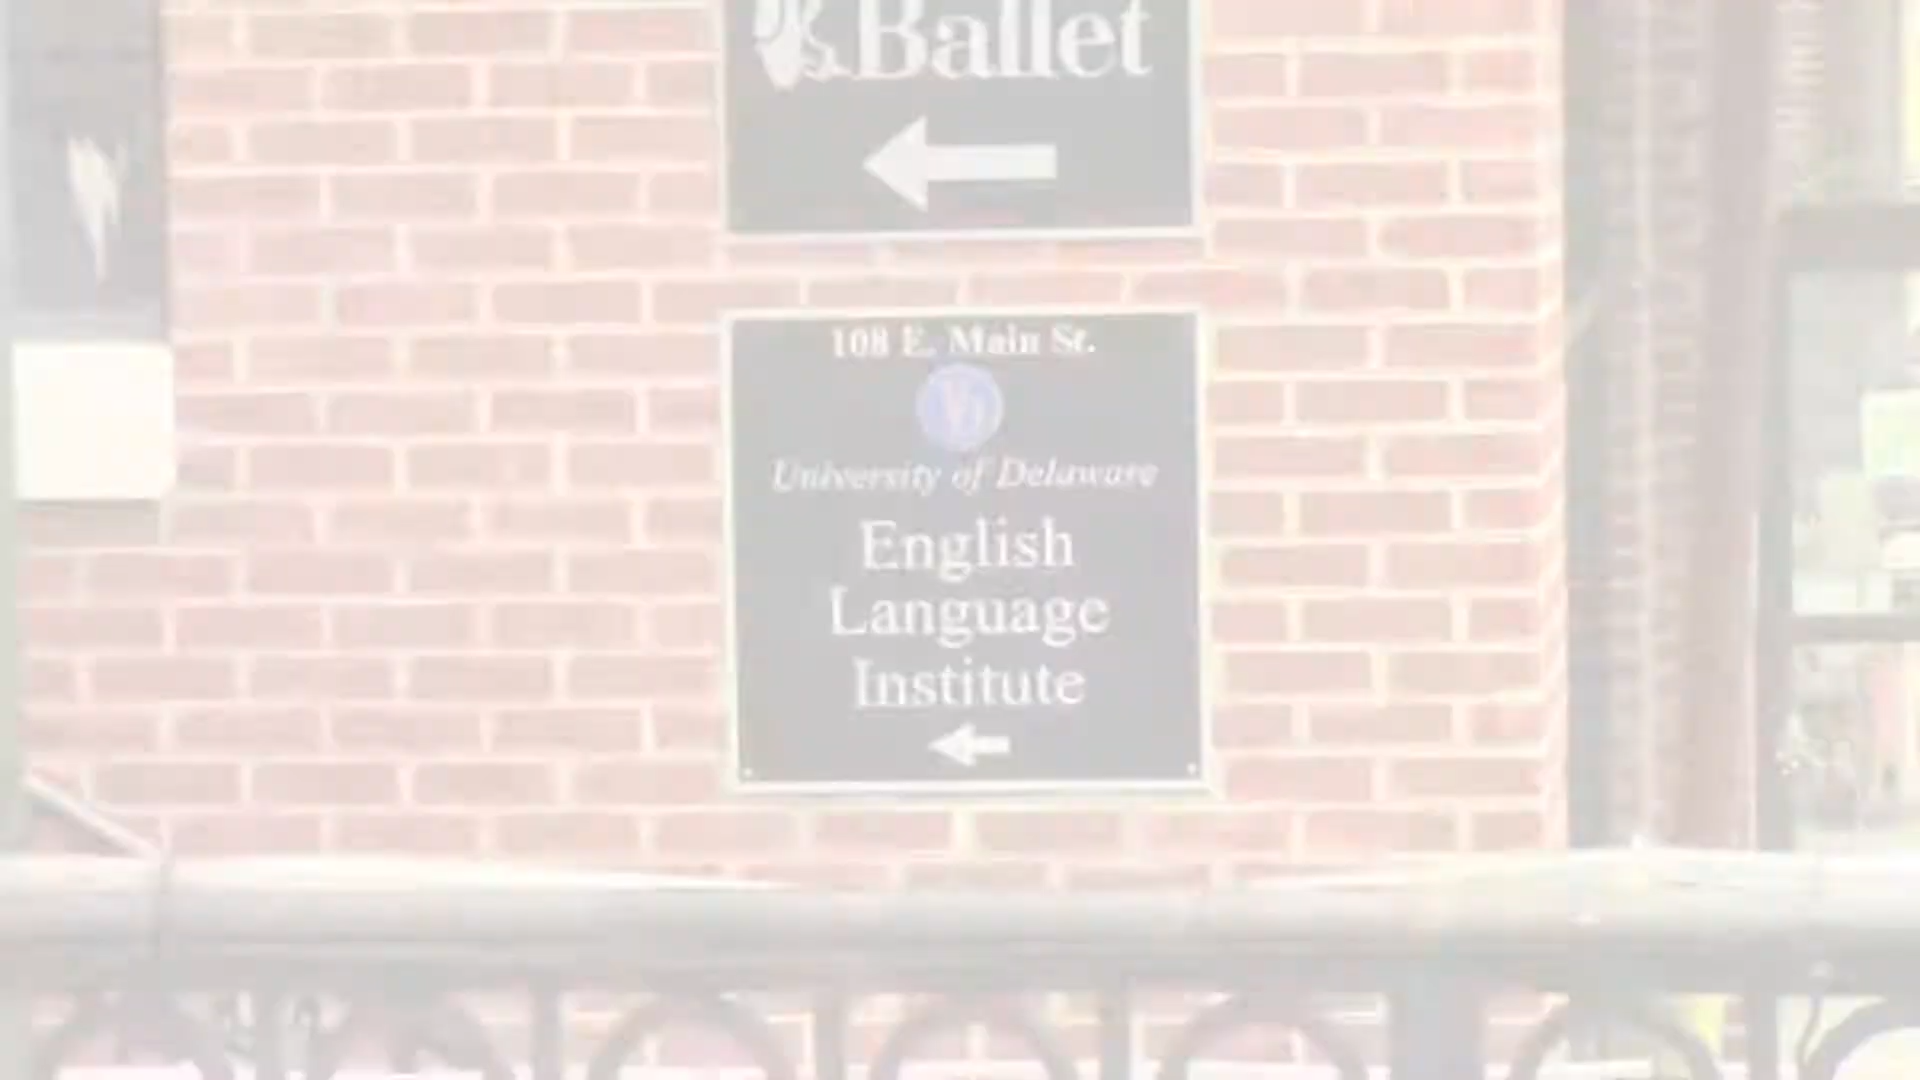 Ballet
108 E. Main St.
University of Delaware
English
Language
Institute